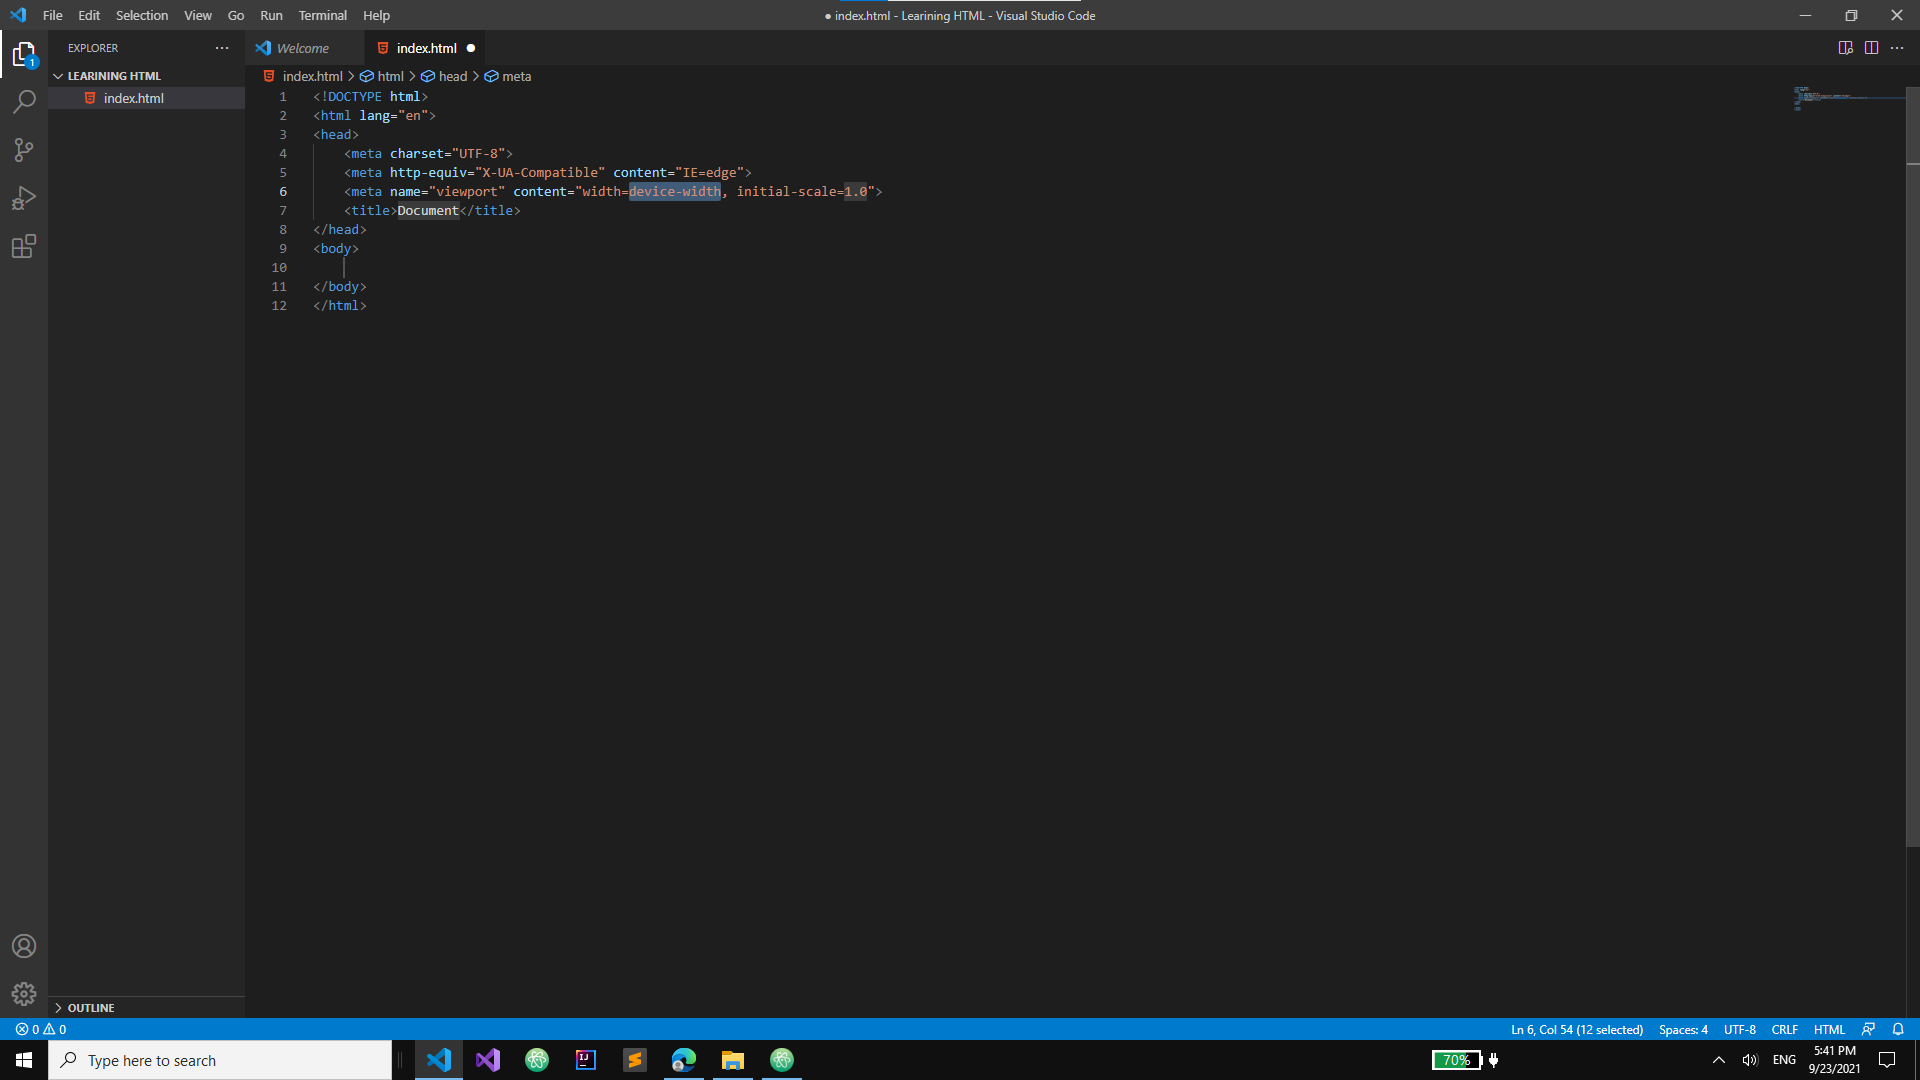 File Edit Selection View Go Run Terminal Help
● index.html - Learining HTML - Visual Studio Code
EXPLORER
Welcome
index.html
LEARINING HTML
index.html > html > head > meta
index.html
1 <!DOCTYPE html>
2 <html lang="en">
3 <head>
4 <meta charset="UTF-8">
5 <meta http-equiv="X-UA-Compatible" content="IE=edge">
6 <meta name="viewport" content="width=device-width, initial-scale=1.0">
7 <title>Document</title>
8 </head>
9 <body>
10
11 </body>
12 </html>
1
OUTLINE
0 0
Ln 6, Col 54 (12 selected) Spaces: 4 UTF-8 CRLF HTML
Type here to search
IJ
70%
ENG
5:41 PM
9/23/2021